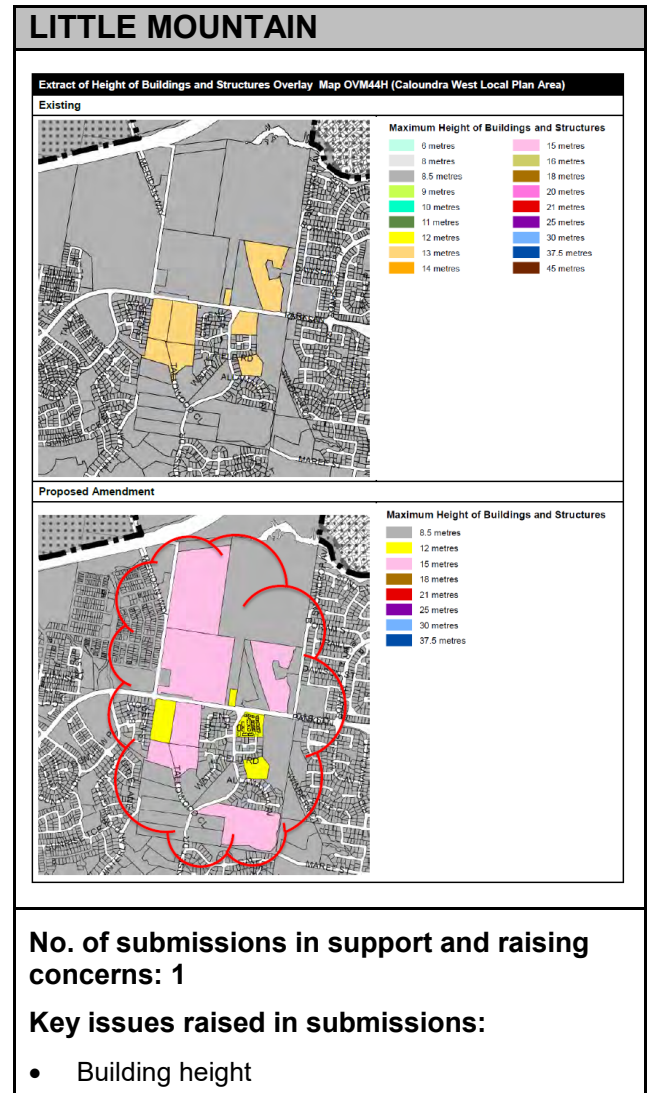 LITTLE MOUNTAIN
Extract of Height of Buildings and Structures Overlay Map OVM44H (Caloundra West Local Plan Area)
Existing
Maximum Height of Buildings and Structures
6 metres
8 metres
8.5 metres
9 metres
10 metres
11 metres
12 metres
13 metres
14 metres
15 metres
16 metres
18 metres
20 metres
21 metres
25 metres
30 metres
37.5 metres
45 metres
Proposed Amendment
Maximum Height of Buildings and Structures
8.5 metres
12 metres
15 metres
18 metres
21 metres
25 metres
30 metres
37.5 metres
No. of submissions in support and raising
concerns: 1
Key issues raised in submissions:
• Building height